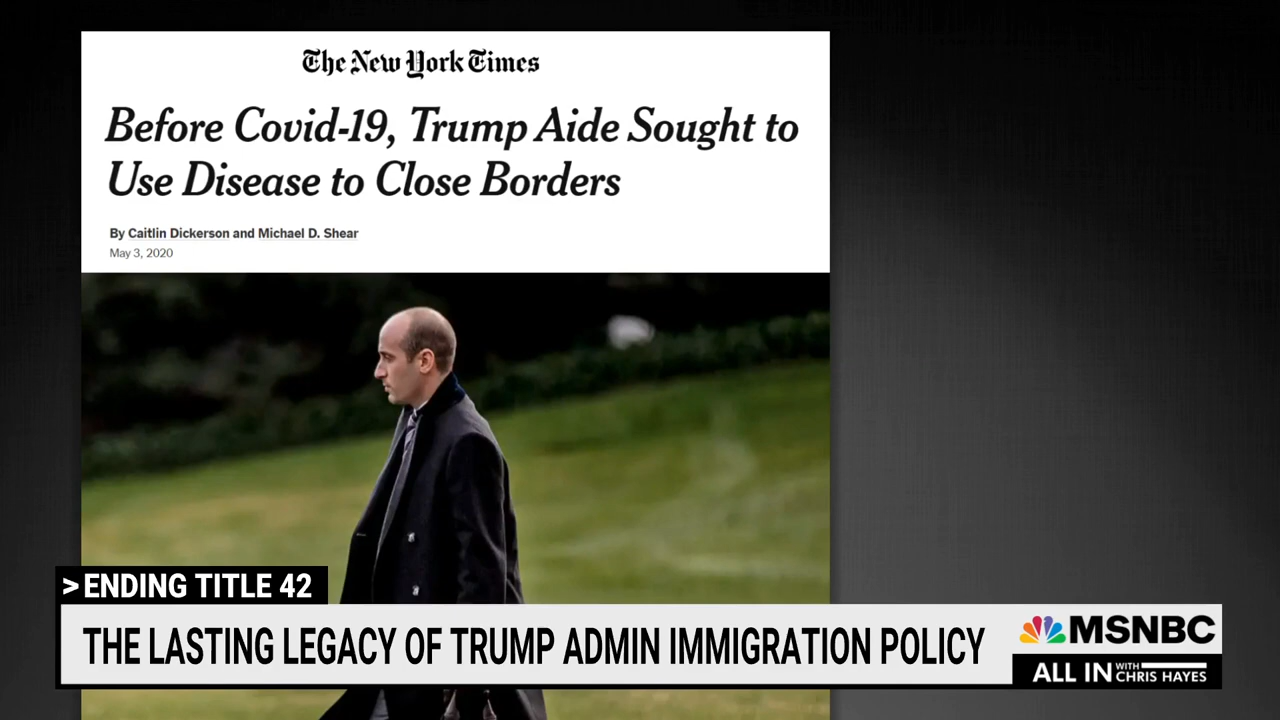 The New York Times
Before Covid-19, Trump Aide Sought to
Use Disease to Close Borders
By Caitlin Dickerson and Michael D. Shear
May 3, 2020
>ENDING TITLE 42
THE LASTING LEGACY OF TRUMP ADMIN IMMIGRATION POLICY
MSNBC
ALL IN WITH CHRIS HAYES